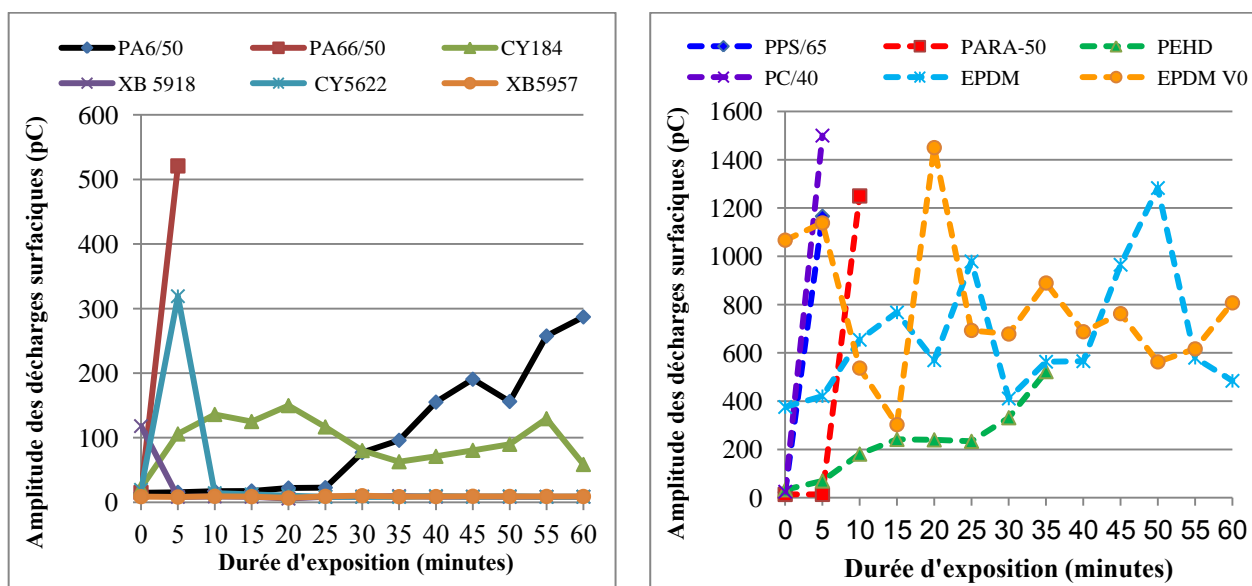 PA6/50 PA66/50 CY184
XB 5918 CY5622 XB5957
Amplitude des décharges surfaciques (pC)
600
500
400
300
200
100
0
0 5 10 15 20 25 30 35 40 45 50 55 60
Durée d'exposition (minutes)
PPS/65 PARA-50 PEHD
PC/40 EPDM EPDM V0
Amplitude des décharges surfaciques (pC)
1600
1400
1200
1000
800
600
400
200
0
0 5 10 15 20 25 30 35 40 45 50 55 60
Durée d'exposition (minutes)